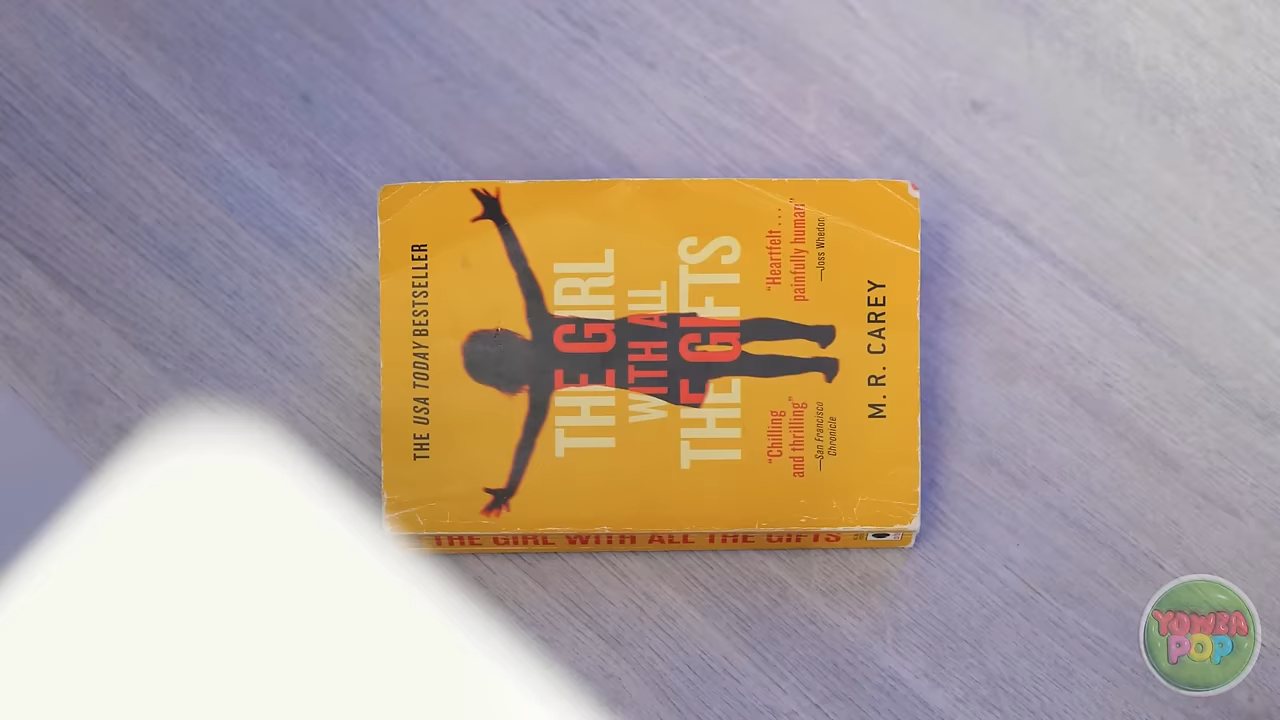 THE USA TODAY BESTSELLER
THE GIRL
WITH ALL
THE GIFTS
"Chilling
and thrilling"
—San Francisco
Chronicle
"Heartfelt . . .
painfully human"
—Joss Whedon
M. R. CAREY
THE GIRL WITH ALL THE GIFTS
YOWZA
POP